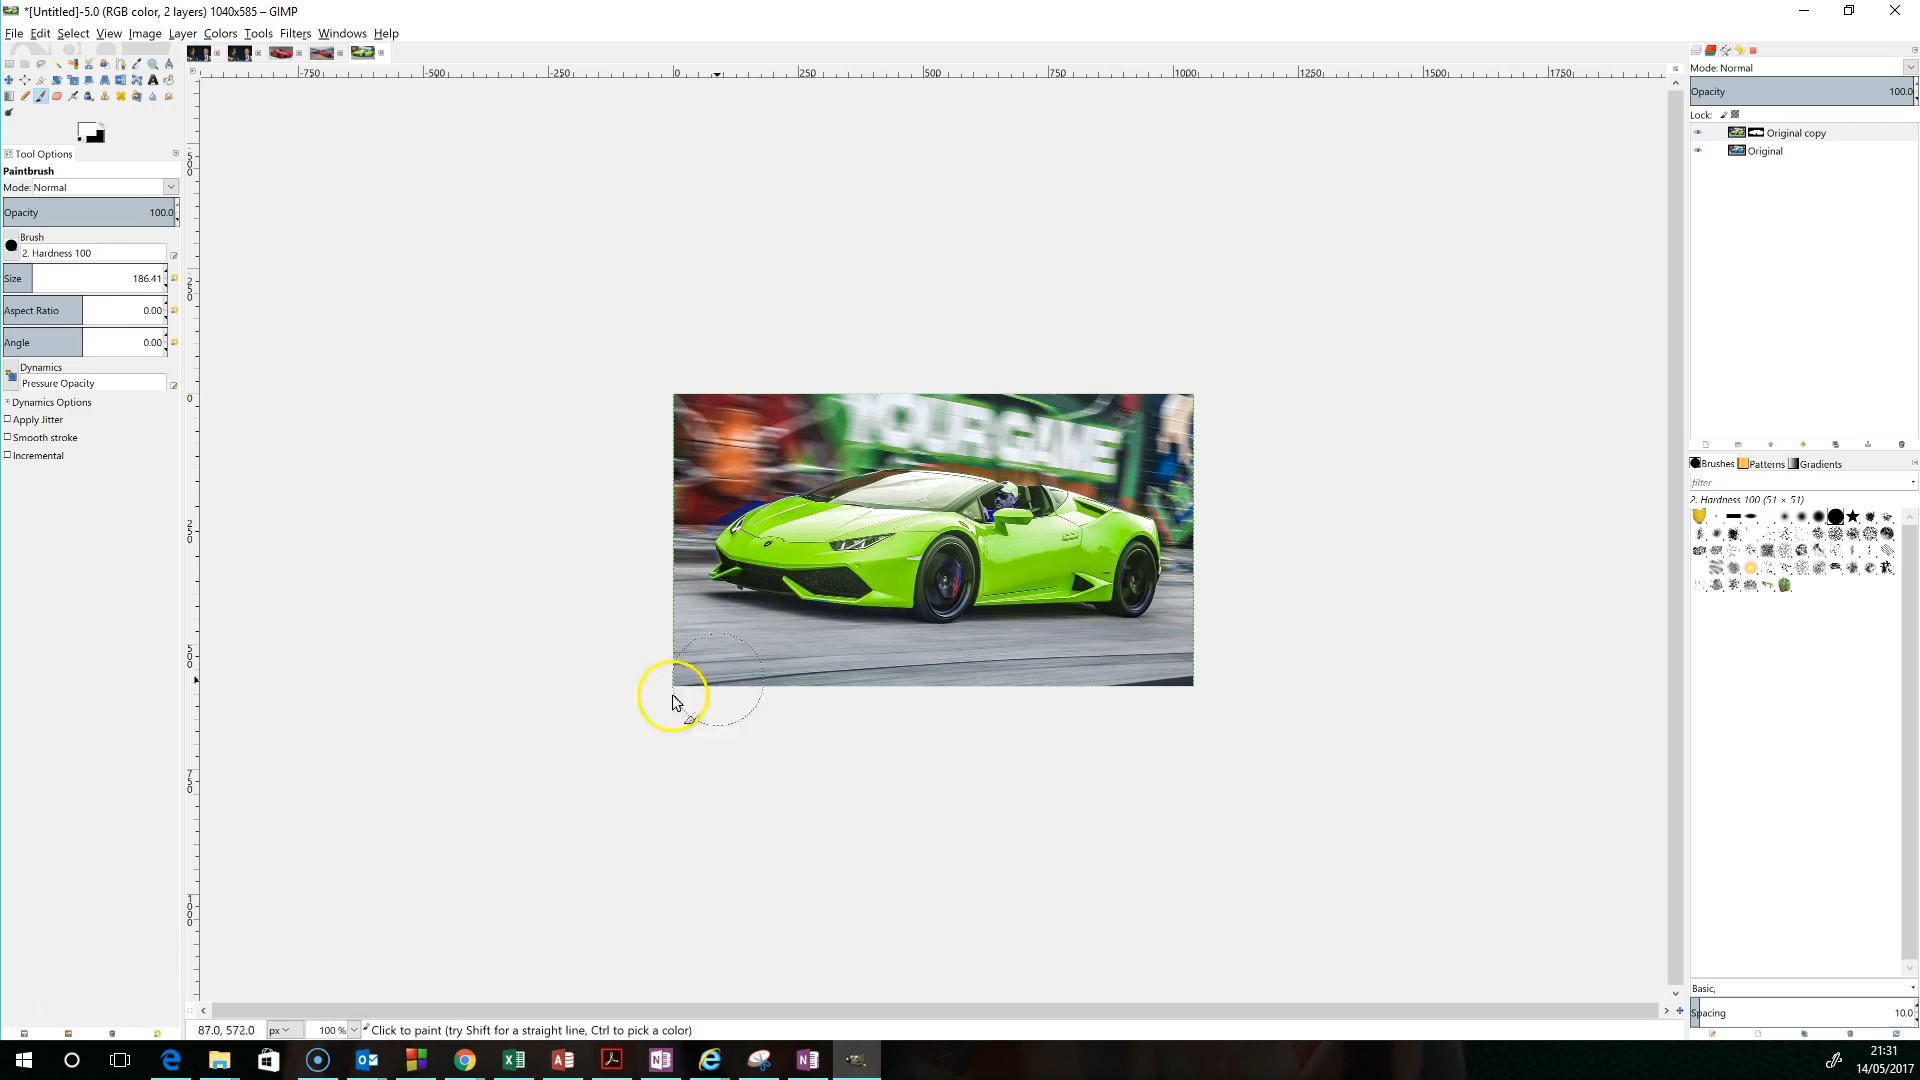 *[Untitled]-5.0 (RGB color, 2 layers) 1040x585 – GIMP
File Edit Select View Image Layer Colors Tools Filters Windows Help
-750 -500 -250 0 250 500 750 1000 1250 1500 1750
Tool Options
Paintbrush
Mode: Normal
Opacity 100.0
Brush
2. Hardness 100
Size 186.41
Aspect Ratio 0.00
Angle 0.00
Dynamics
Pressure Opacity
Dynamics Options
Apply Jitter
Smooth stroke
Incremental
YOUR GAME
Mode: Normal
Opacity 100.0
Lock:
Original copy
Original
Brushes Patterns Gradients
filter
2. Hardness 100 (51 × 51)
Basic,
Spacing 10.0
87.0, 572.0 px 100 % Click to paint (try Shift for a straight line, Ctrl to pick a color)
21:31
14/05/2017